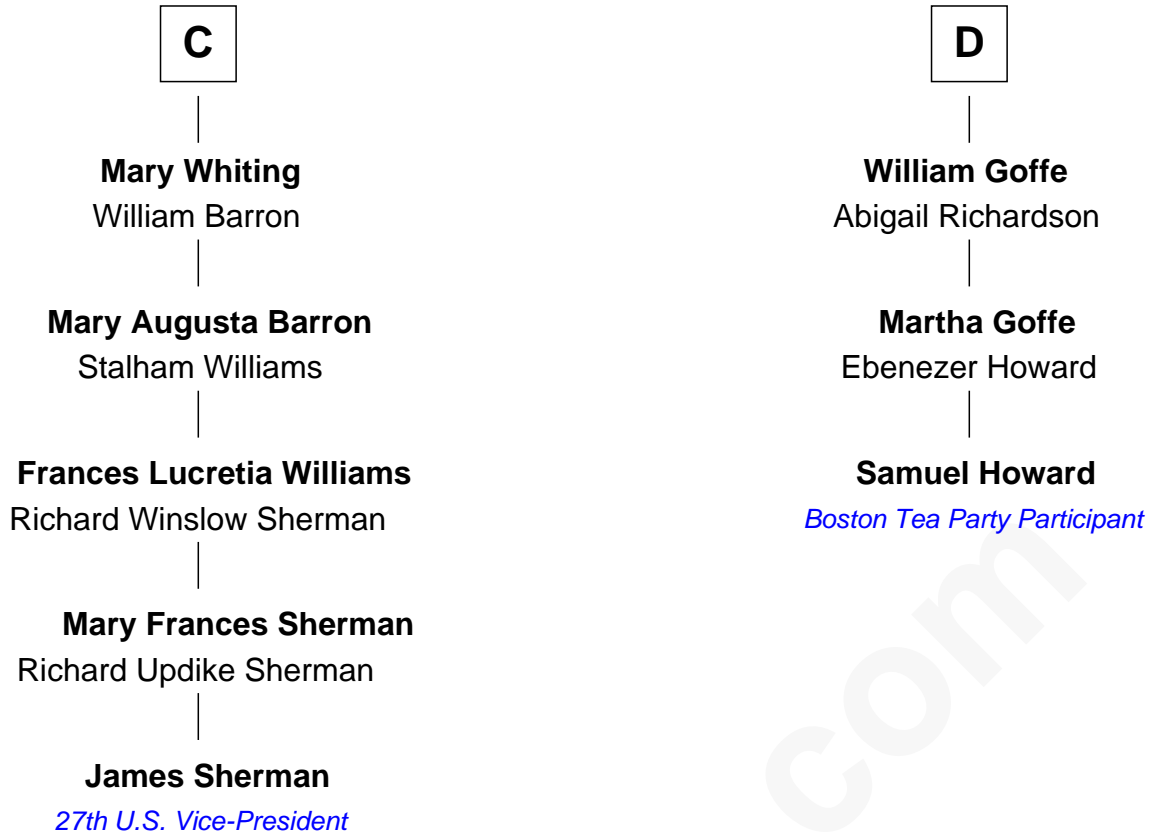 C
Mary Whiting
William Barron
Mary Augusta Barron
Stalham Williams
Frances Lucretia Williams
Richard Winslow Sherman
Mary Frances Sherman
Richard Updike Sherman
James Sherman
27th U.S. Vice-President
D
William Goffe
Abigail Richardson
Martha Goffe
Ebenezer Howard
Samuel Howard
Boston Tea Party Participant
com